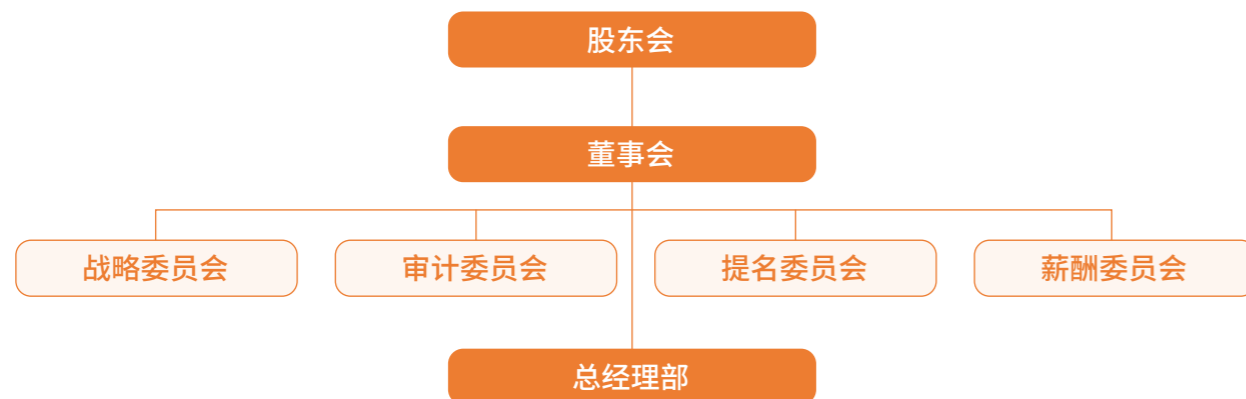 股东会
董事会
战略委员会
审计委员会
提名委员会
薪酬委员会
总经理部